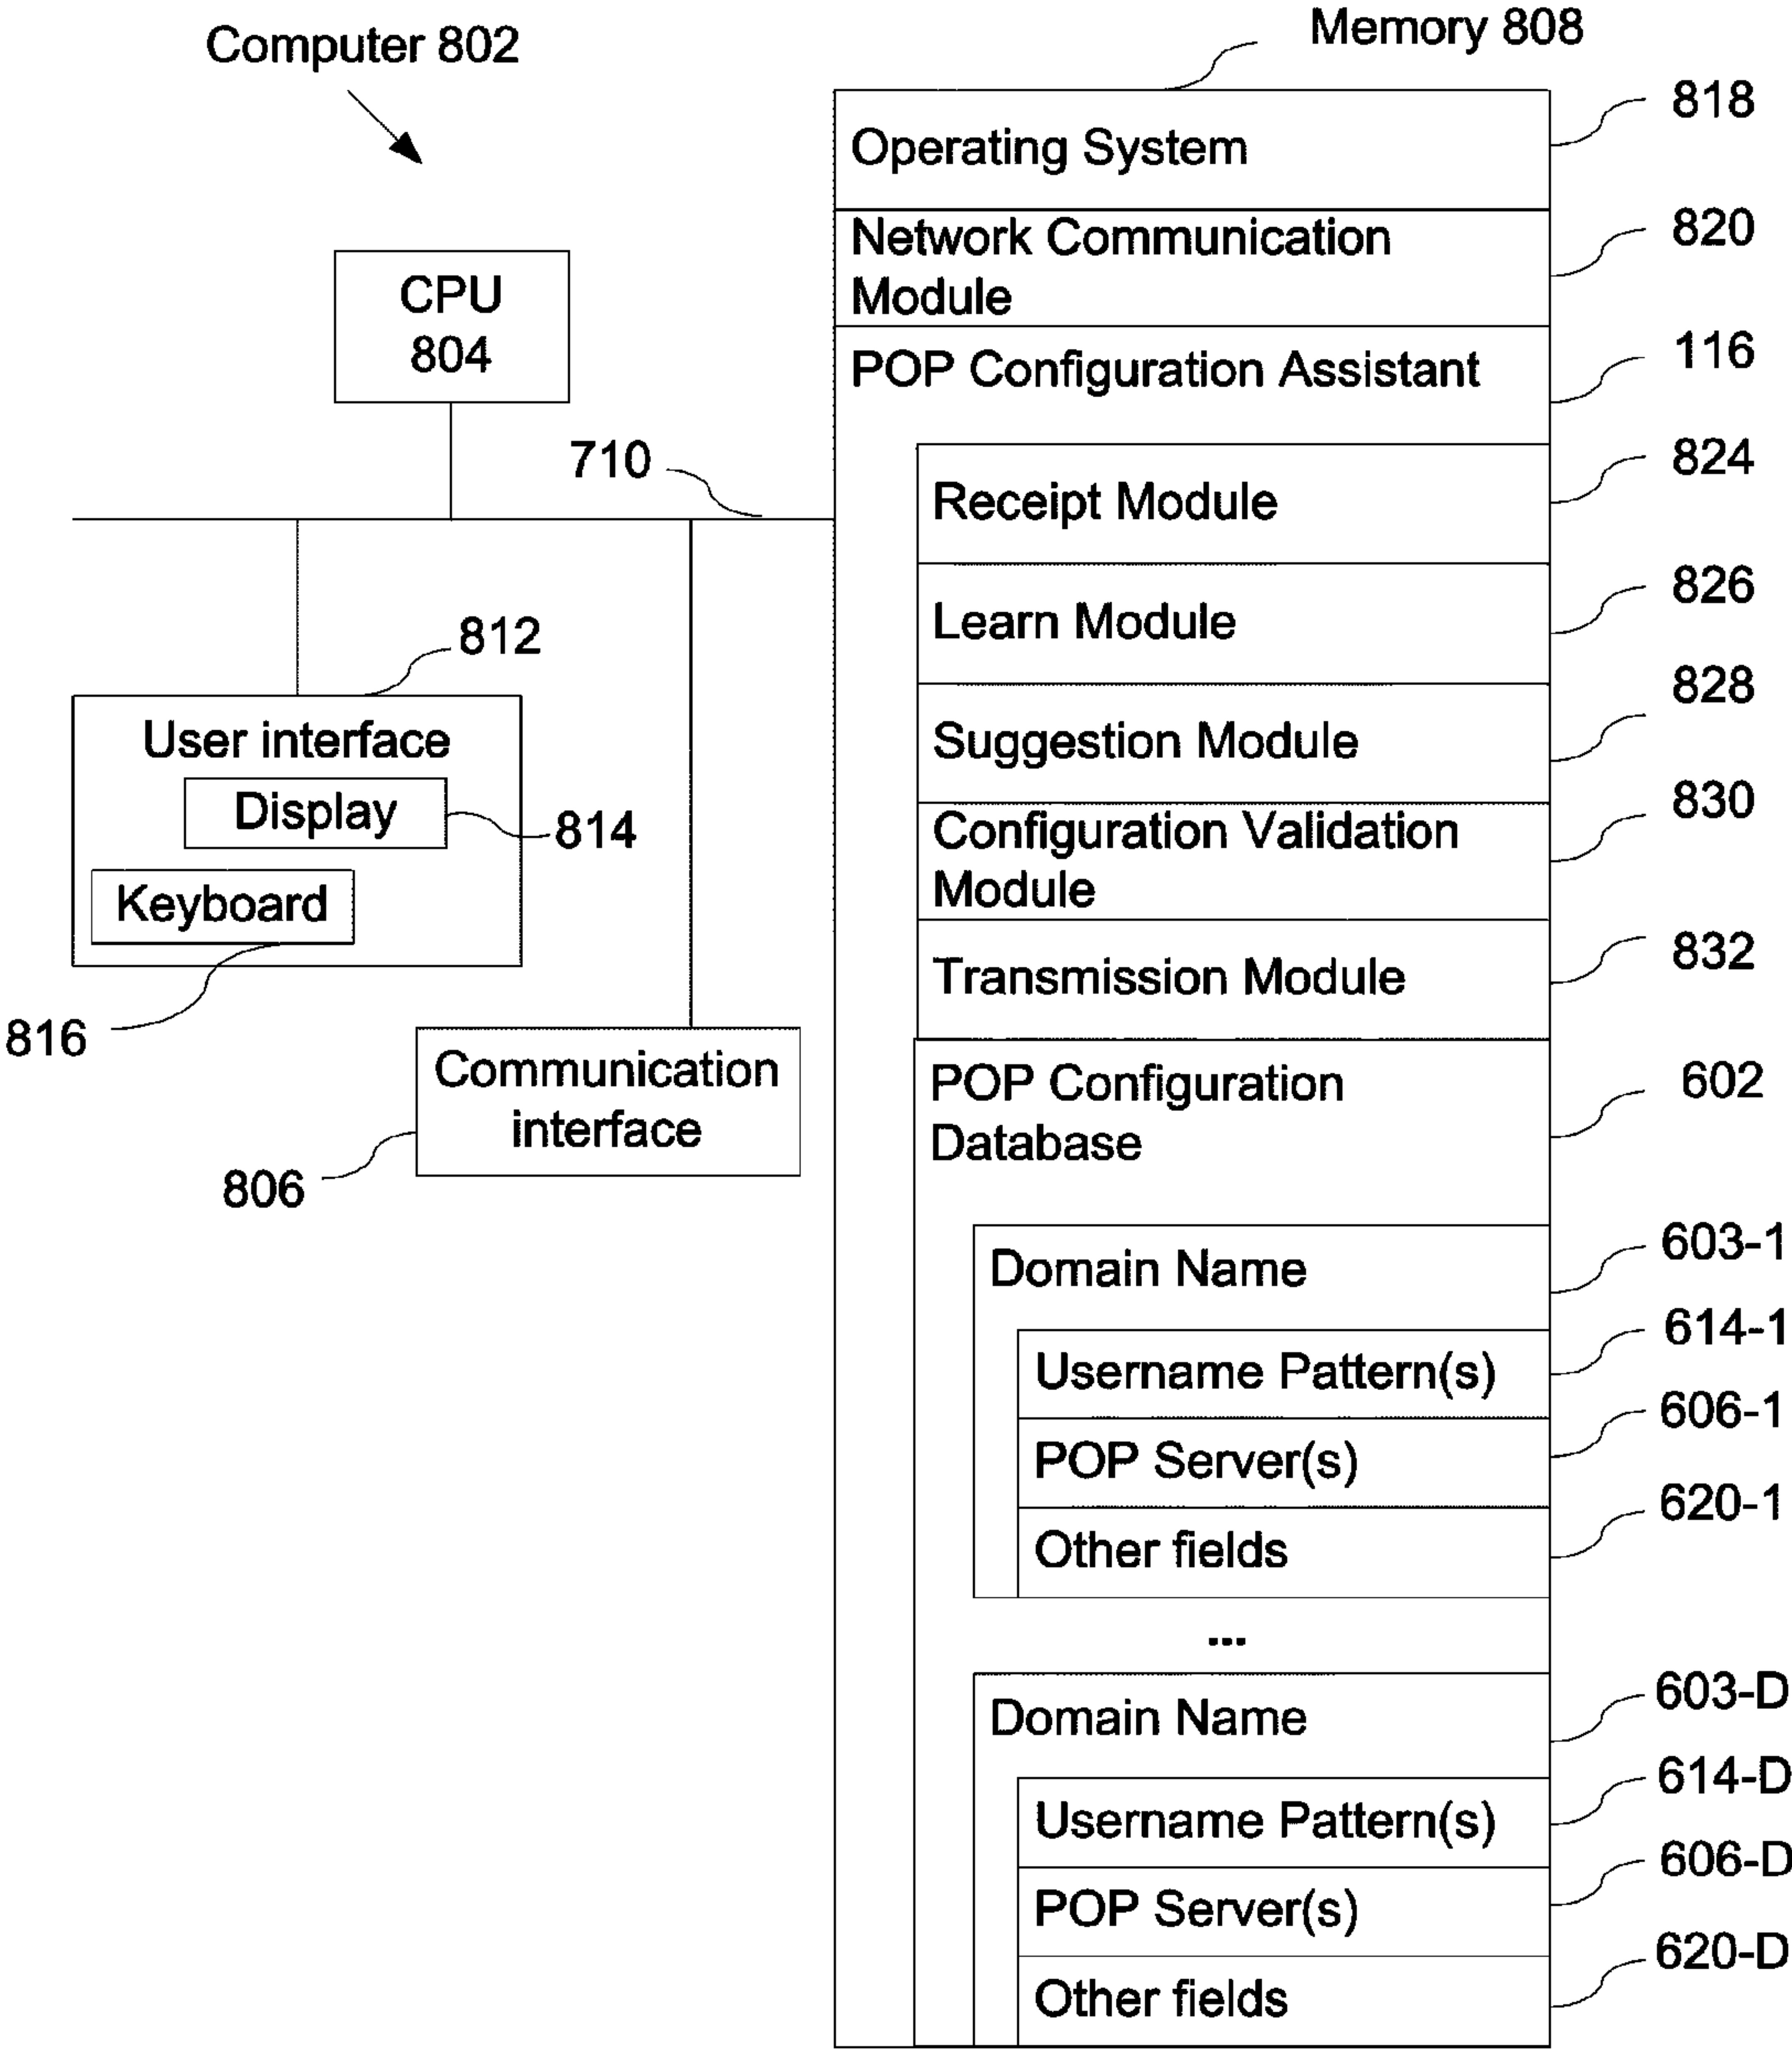 Computer 802
Memory 808
Operating System
818
Network Communication
Module
820
CPU
804
POP Configuration Assistant
116
710
Receipt Module
824
Learn Module
826
812
User interface
Display
814
Keyboard
816
Suggestion Module
828
Configuration Validation
Module
830
Transmission Module
832
Communication
interface
806
POP Configuration
Database
602
Domain Name
603-1
Username Pattern(s)
614-1
POP Server(s)
606-1
Other fields
620-1
...
Domain Name
603-D
Username Pattern(s)
614-D
POP Server(s)
606-D
Other fields
620-D